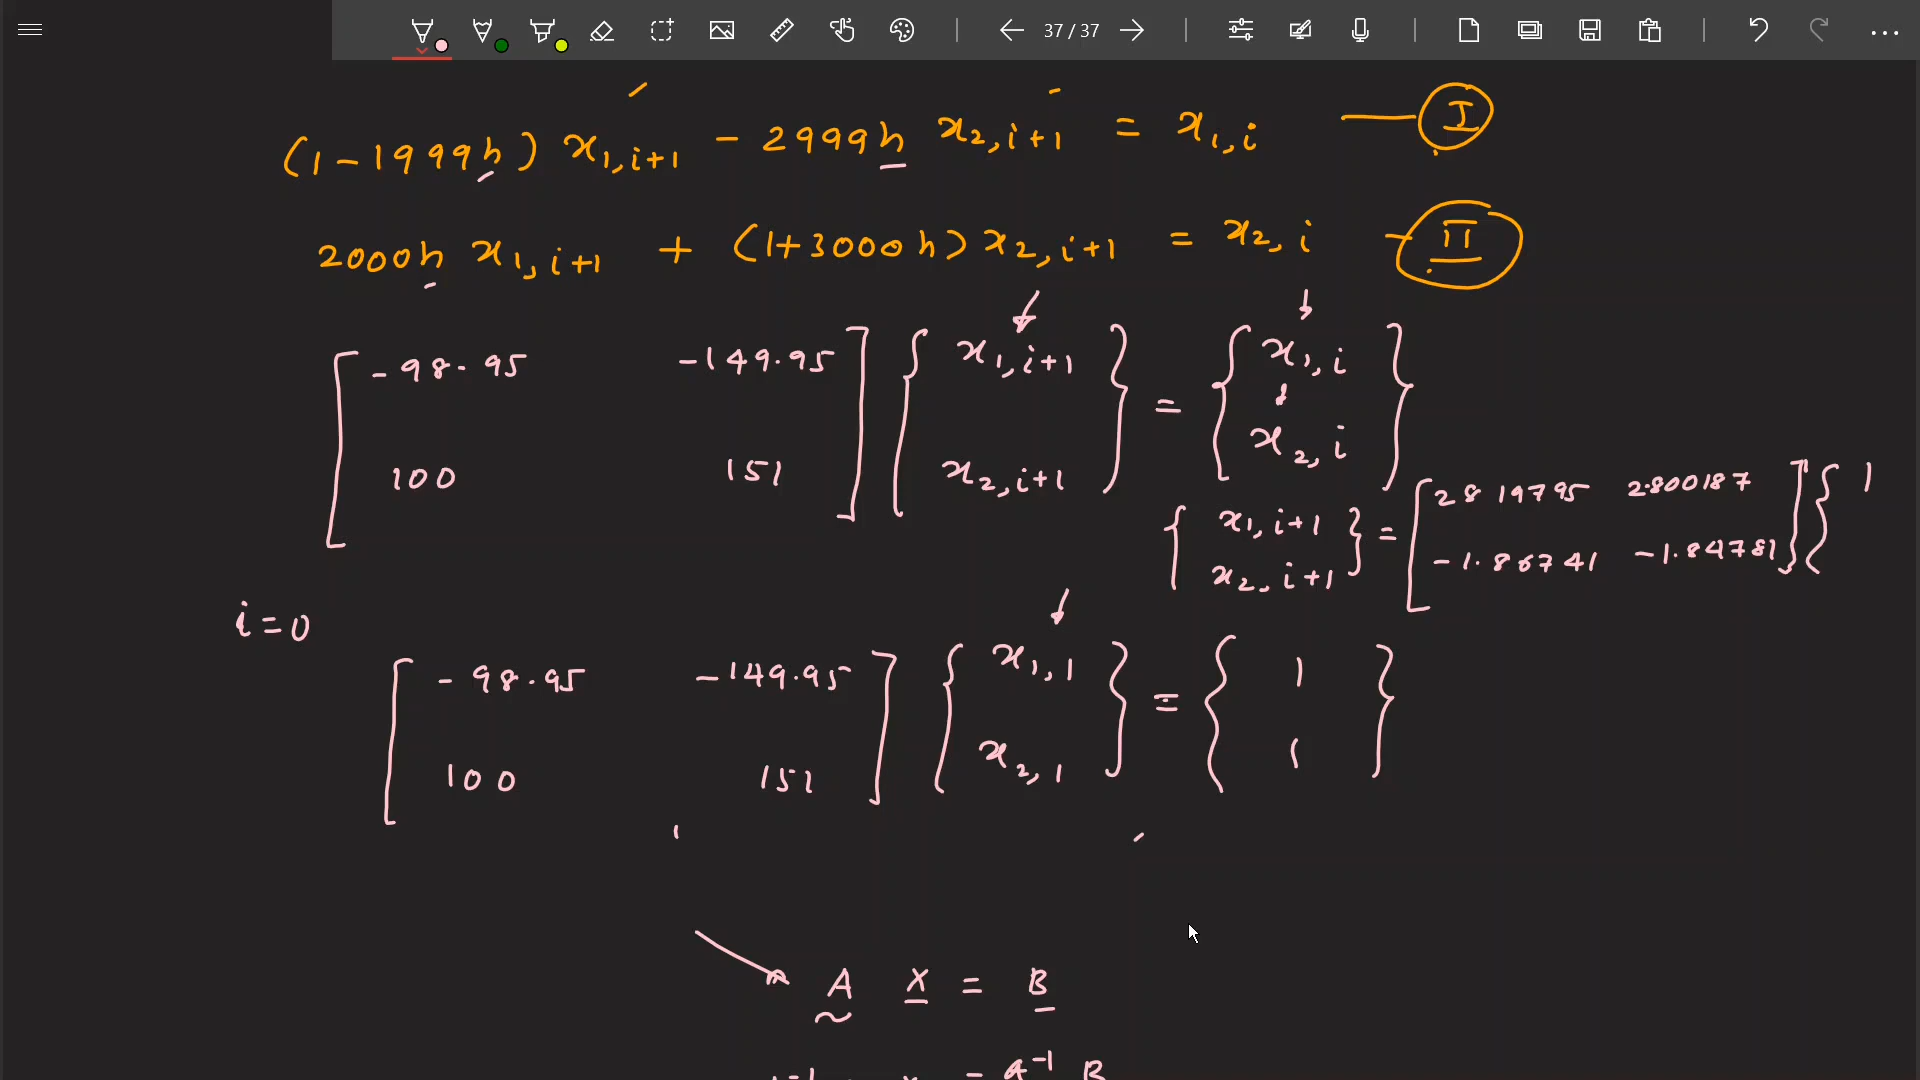 37 / 37
(1 - 1999h) x1,i+1 - 2999h x2,i+1 = x1,i — I
2000h x1,i+1 + (1+3000h) x2,i+1 = x2,i - II
[ -98.95 -149.95 ] { x1,i+1 } = { x1,i }
[ 100 151 ] { x2,i+1 } { x2,i }
{ x1,i+1 } = [ 2819795 2.800187 ] { 1
{ x2,i+1 } [ -1.86741 -1.84781 ] {
i=0
[ -98.95 -149.95 ] { x1,1 } = { 1 }
[ 100 151 ] { x2,1 } { 1 }
A X = B
= a⁻¹ B